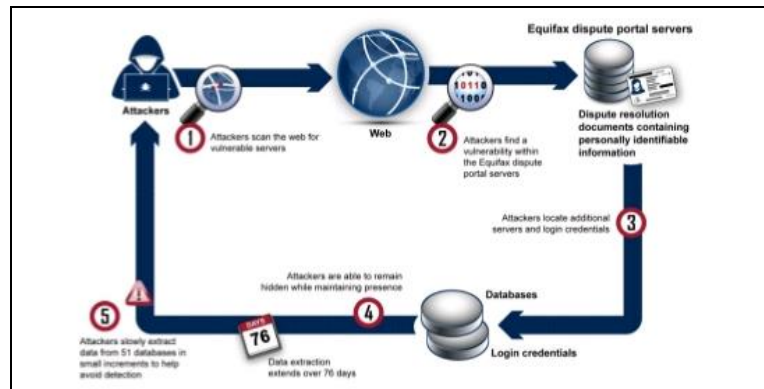 Equifax dispute portal servers
10110
100
Attackers
1
Attackers scan the web for
vulnerable servers
Web
2
Attackers find a
vulnerability within
the Equifax dispute
portal servers
Dispute resolution
documents containing
personally identifiable
information
Attackers locate additional
servers and login credentials
3
Attackers are able to remain
hidden while maintaining presence
4
Databases
Login credentials
5
Attackers slowly extract
data from 51 databases in
small increments to help
avoid detection
DAYS
76
Data extraction
extends over 76 days